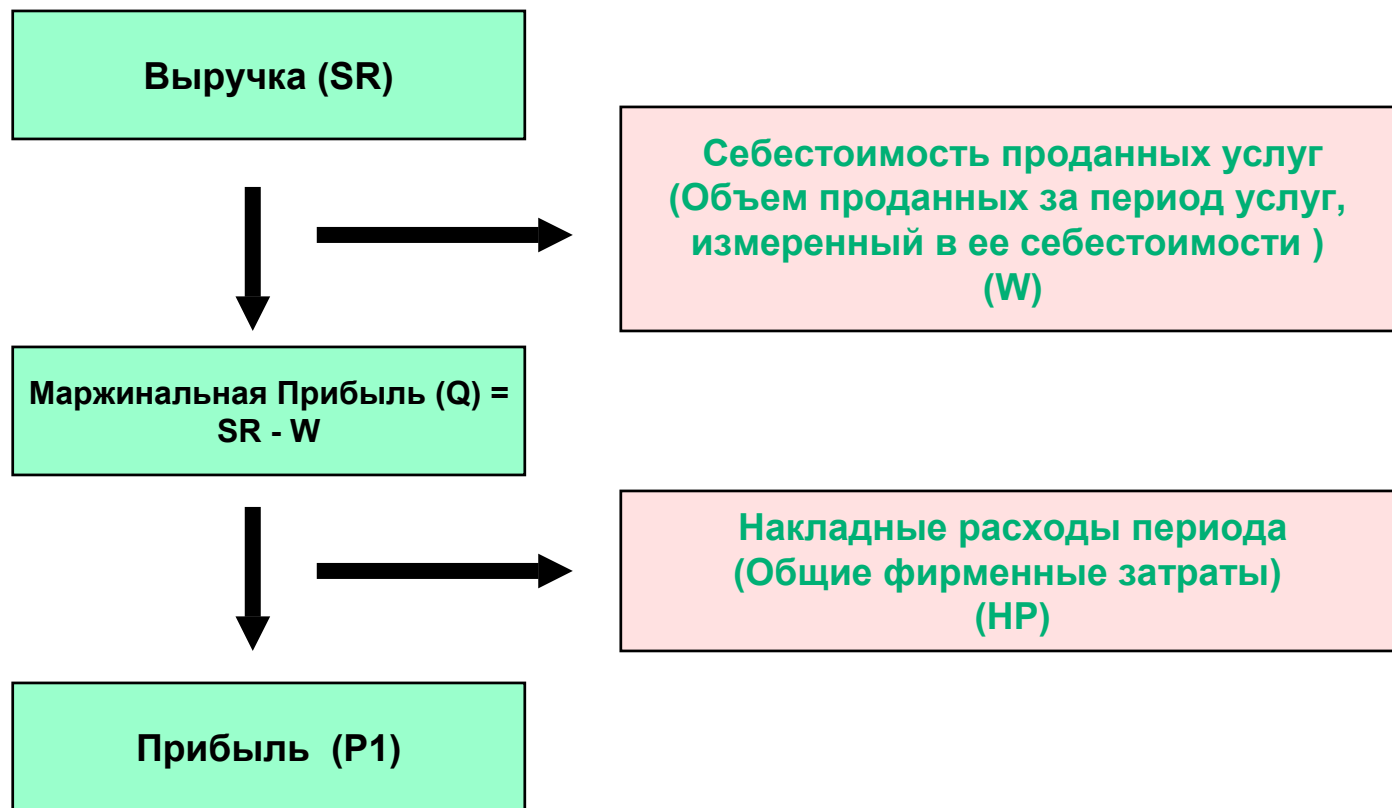 Выручка (SR)
Себестоимость проданных услуг
(Объем проданных за период услуг,
измеренный в ее себестоимости )
(W)
Маржинальная Прибыль (Q) =
SR - W
Накладные расходы периода
(Общие фирменные затраты)
(НР)
Прибыль  (P1)